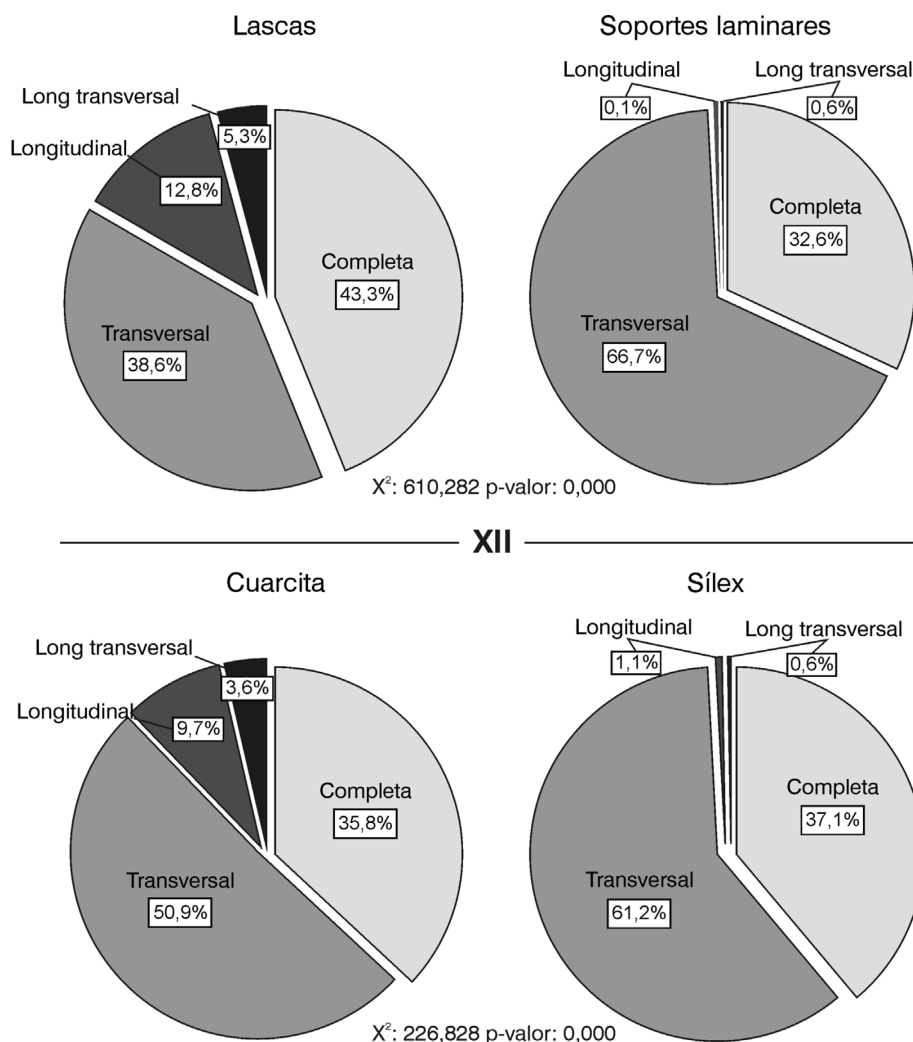 Lascas
Long transversal
5,3%
Longitudinal
12,8%
Completa
43,3%
Transversal
38,6%
Soportes laminares
Longitudinal
0,1%
Long transversal
0,6%
Completa
32,6%
Transversal
66,7%
X²: 610,282 p-valor: 0,000
XII
Cuarcita
Long transversal
3,6%
Longitudinal
9,7%
Completa
35,8%
Transversal
50,9%
Sílex
Longitudinal
1,1%
Long transversal
0,6%
Completa
37,1%
Transversal
61,2%
X²: 226,828 p-valor: 0,000